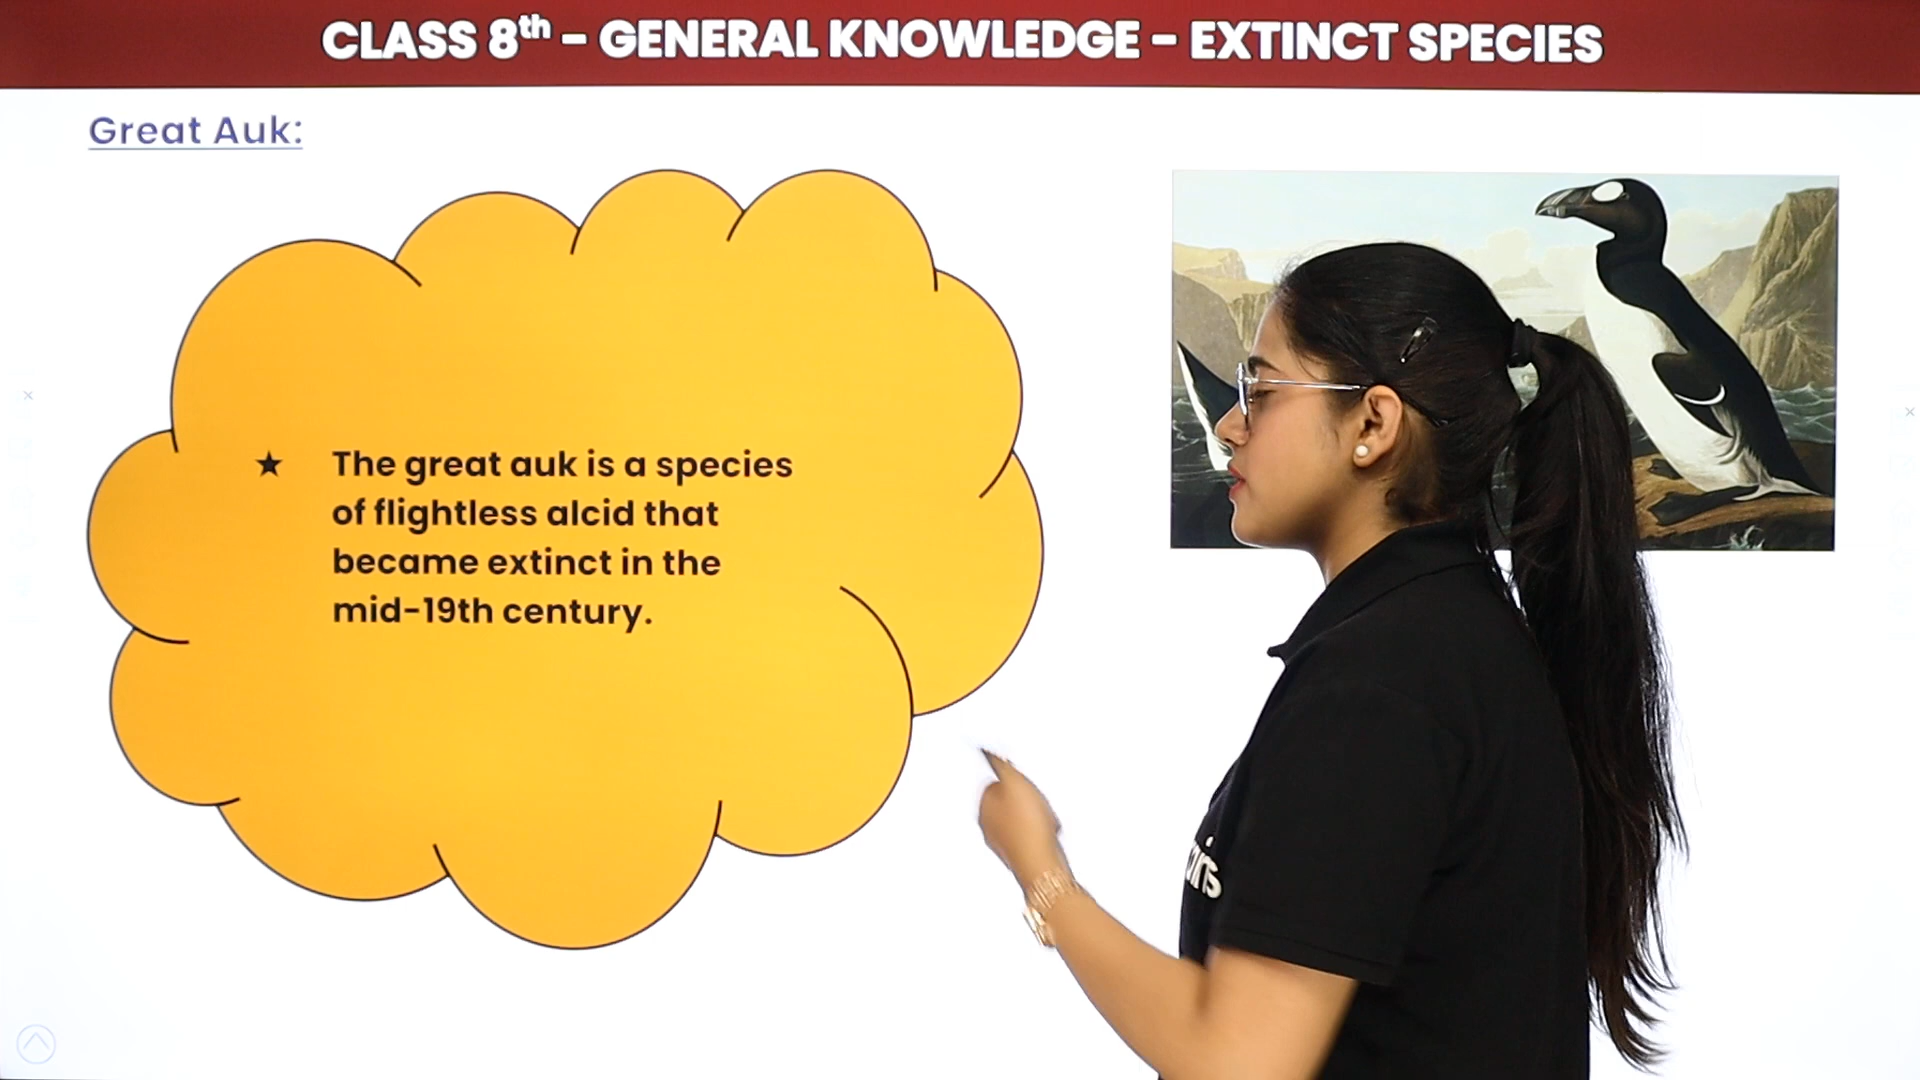 CLASS 8th - GENERAL KNOWLEDGE - EXTINCT SPECIES
Great Auk:
★ The great auk is a species
of flightless alcid that
became extinct in the
mid-19th century.